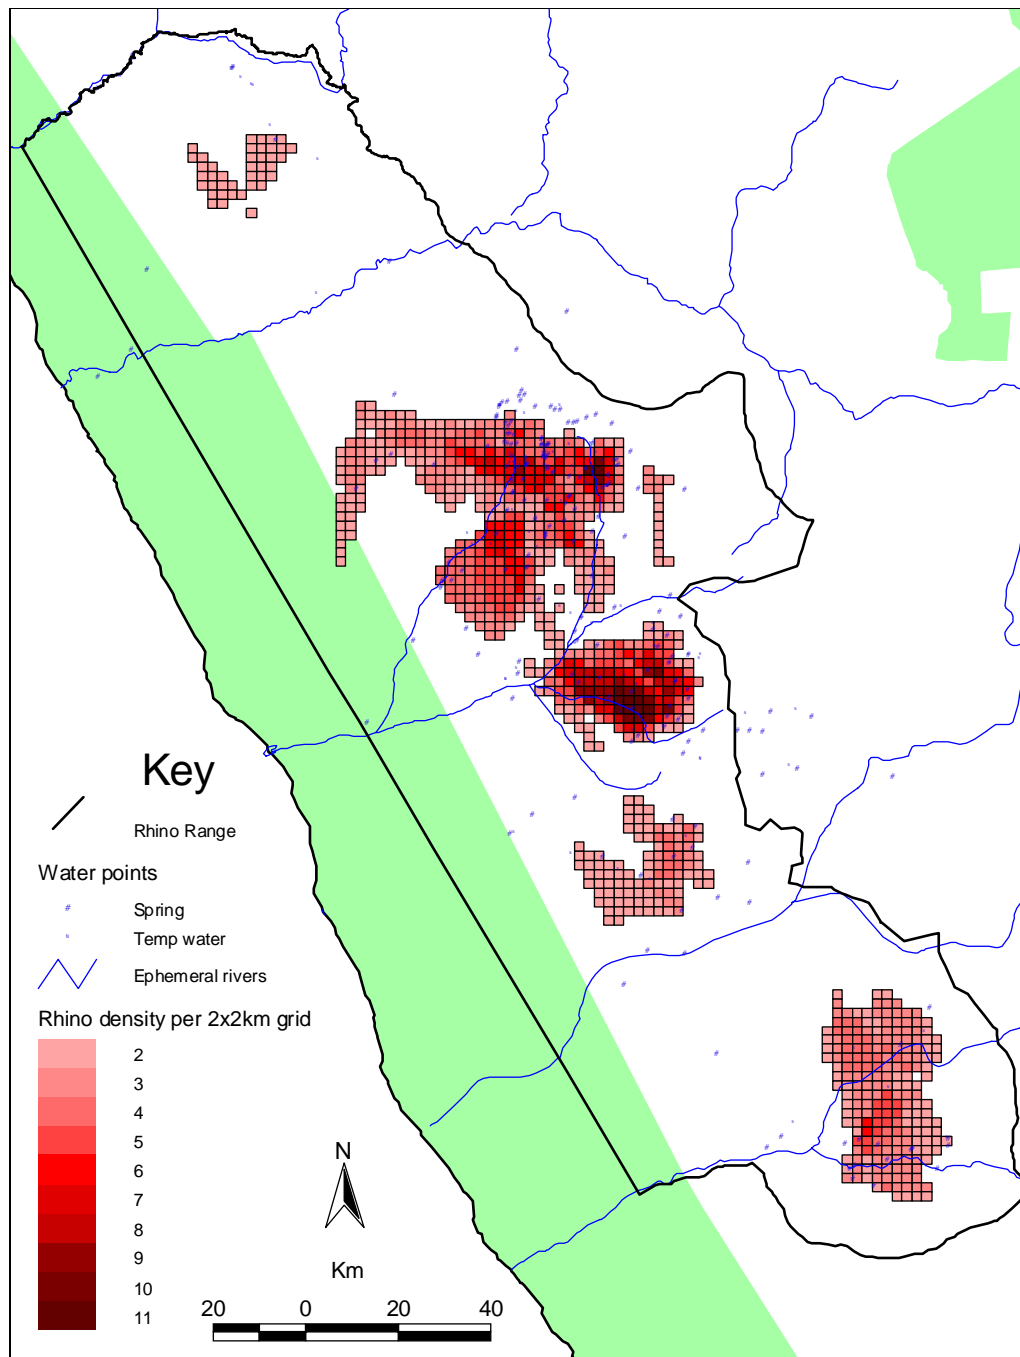 Key
Rhino Range
Water points
Spring
Temp water
Ephemeral rivers
Rhino density per 2x2km grid
2
3
4
5
6
7
8
9
10
11
N
Km
20 0 20 40